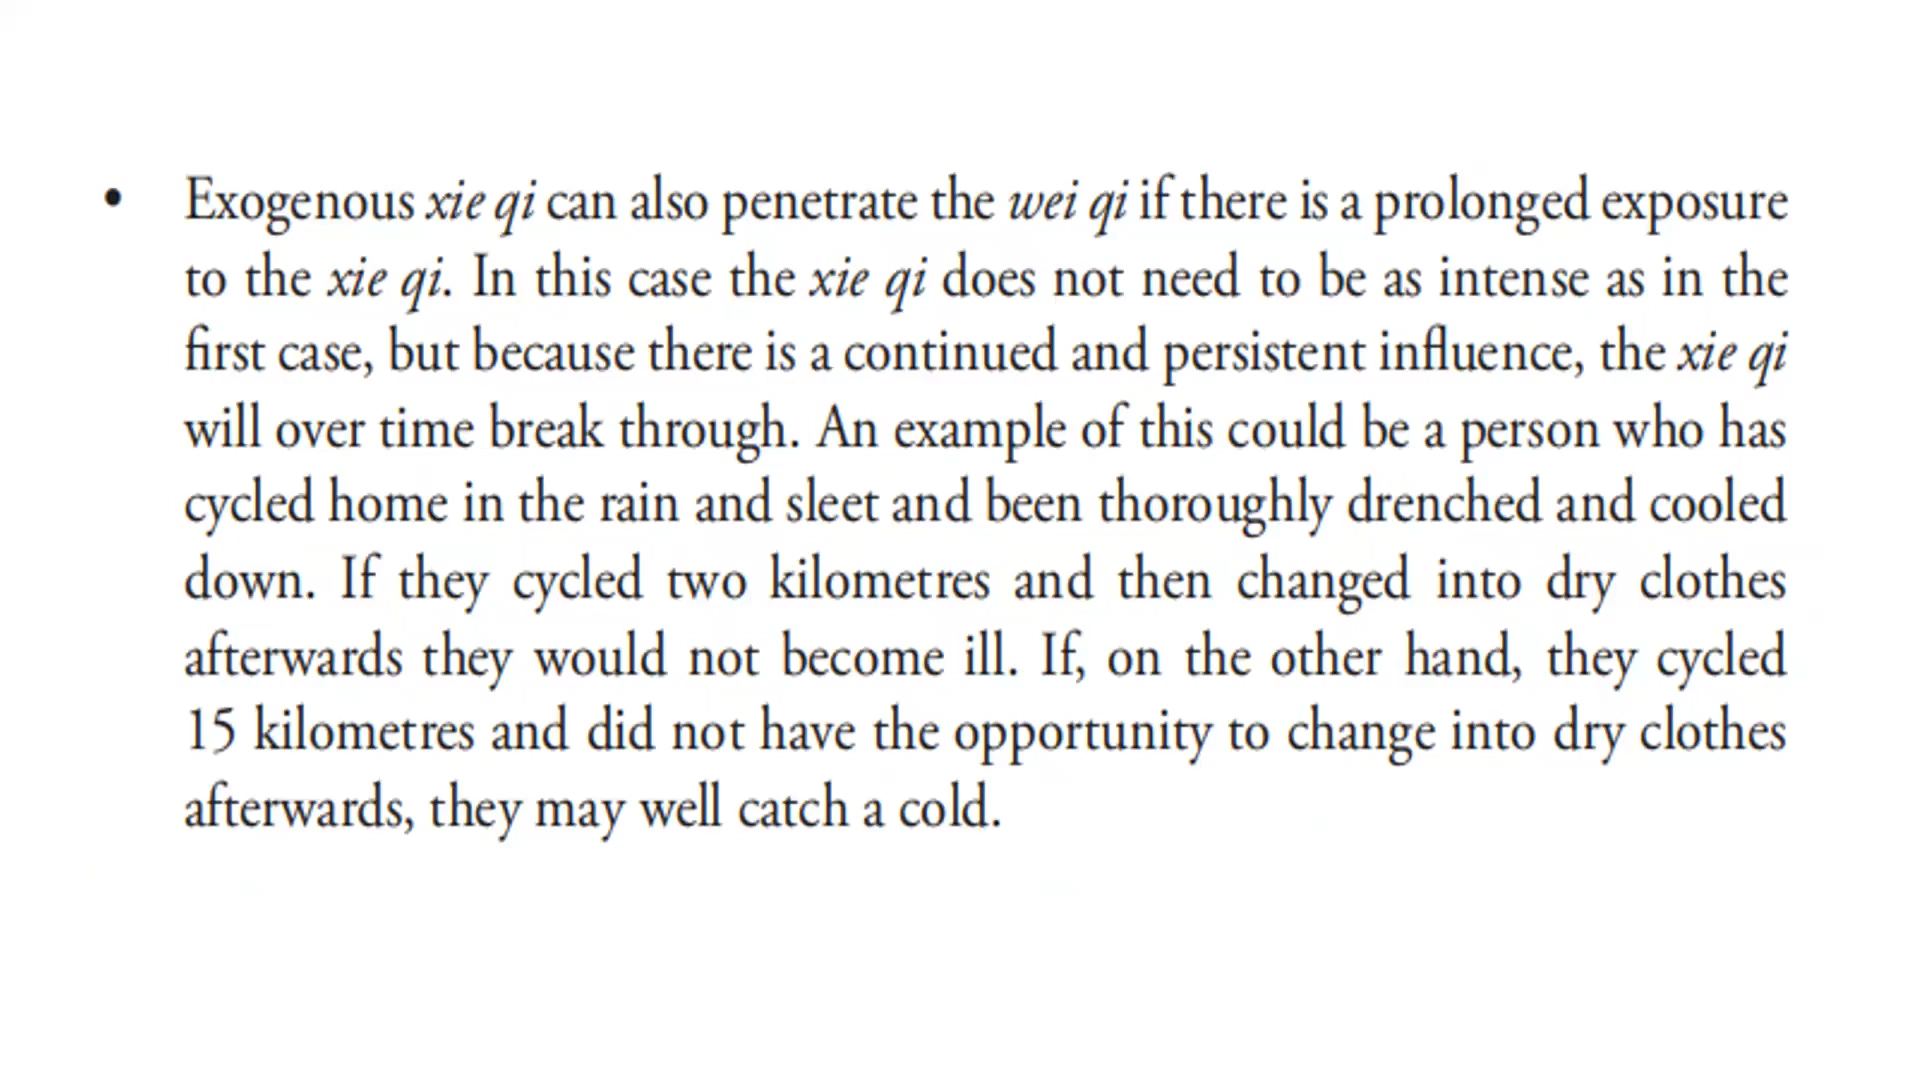 • Exogenous xie qi can also penetrate the wei qi if there is a prolonged exposure
to the xie qi. In this case the xie qi does not need to be as intense as in the
first case, but because there is a continued and persistent influence, the xie qi
will over time break through. An example of this could be a person who has
cycled home in the rain and sleet and been thoroughly drenched and cooled
down. If they cycled two kilometres and then changed into dry clothes
afterwards they would not become ill. If, on the other hand, they cycled
15 kilometres and did not have the opportunity to change into dry clothes
afterwards, they may well catch a cold.